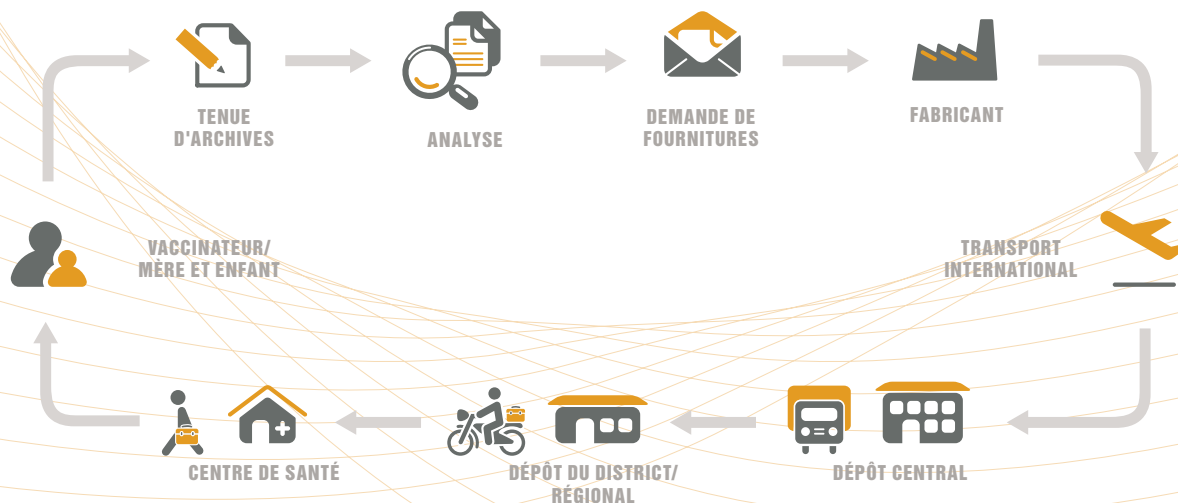 TENUE
D'ARCHIVES
ANALYSE
DEMANDE DE
FOURNITURES
FABRICANT
VACCINATEUR/
MÈRE ET ENFANT
TRANSPORT
INTERNATIONAL
CENTRE DE SANTÉ
DÉPÔT DU DISTRICT/
RÉGIONAL
DÉPÔT CENTRAL